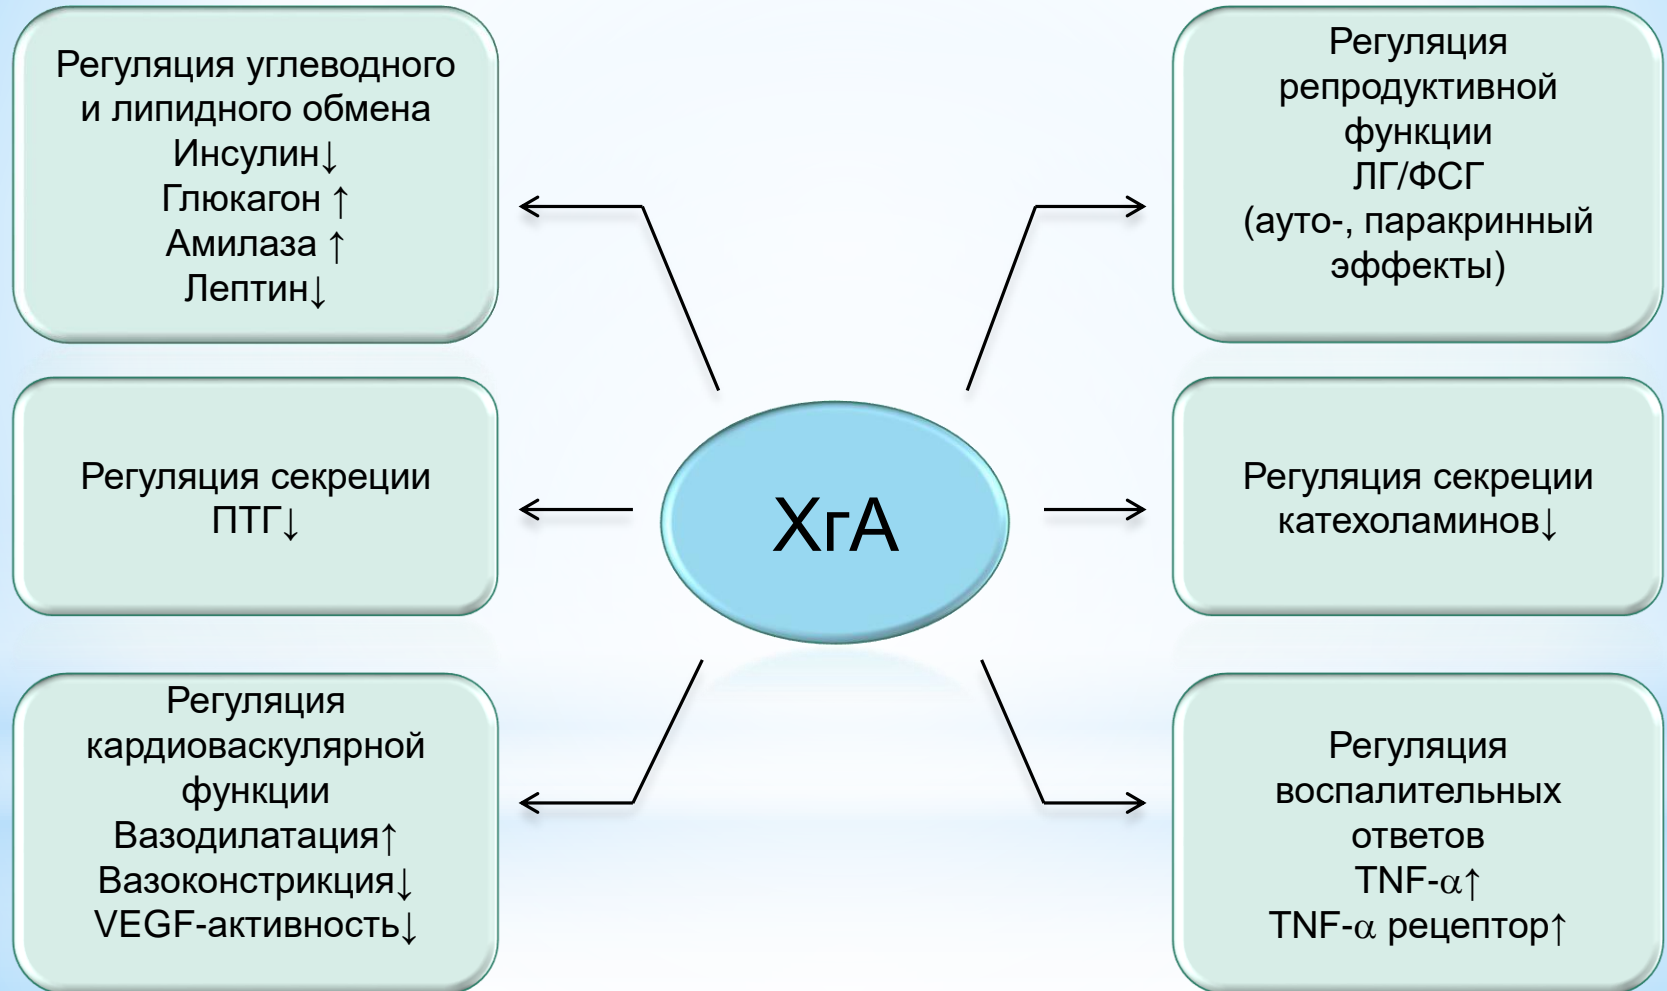 Регуляция углеводного
и липидного обмена
Инсулин↓
Глюкагон ↑
Амилаза ↑
Лептин↓
Регуляция
репродуктивной
функции
ЛГ/ФСГ
(ауто-, паракринный
эффекты)
Регуляция секреции
ПТГ↓
ХгА
Регуляция секреции
катехоламинов↓
Регуляция
кардиоваскулярной
функции
Вазодилатация↑
Вазоконстрикция↓
VEGF-активность↓
Регуляция
воспалительных
ответов
TNF-α↑
TNF-α рецептор↑